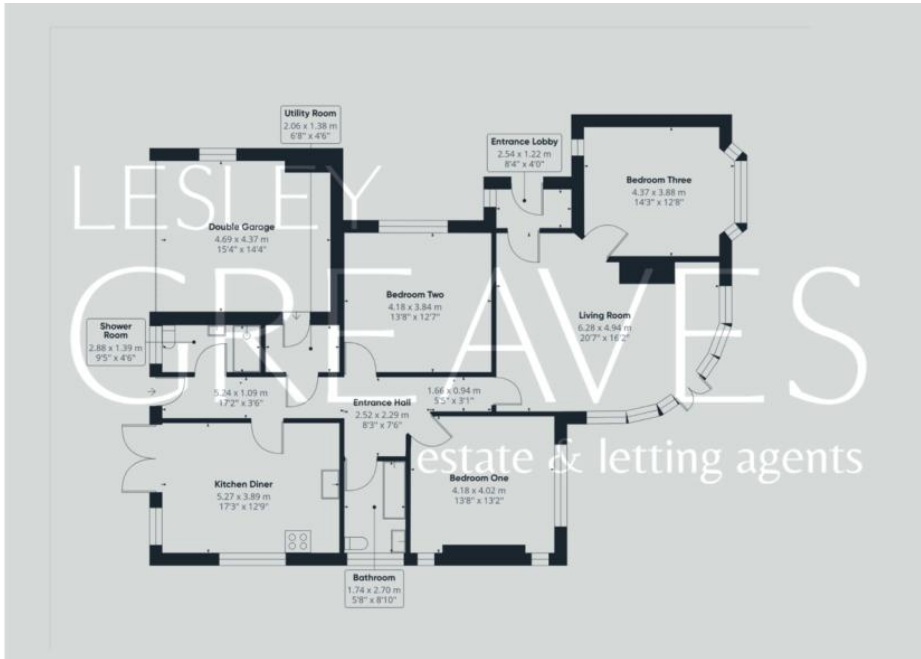 Utility Room
2.06 x 1.38 m
6'8" x 4'6"
Entrance Lobby
2.54 x 1.22 m
8'4" x 4'0"
Bedroom Three
4.37 x 3.88 m
14'3" x 12'8"
LESLEY
Double Garage
4.69 x 4.37 m
15'4" x 14'4"
GREAVES
Bedroom Two
4.18 x 3.84 m
13'8" x 12'7"
Living Room
6.28 x 4.94 m
20'7" x 16'2"
Shower
Room
2.88 x 1.39 m
9'5" x 4'6"
5.24 x 1.09 m
17'2" x 3'6"
1.66 x 0.94 m
5'5" x 3'1"
Entrance Hall
2.52 x 2.29 m
8'3" x 7'6"
estate & letting agents
Kitchen Diner
5.27 x 3.89 m
17'3" x 12'9"
Bedroom One
4.18 x 4.02 m
13'8" x 13'2"
Bathroom
1.74 x 2.70 m
5'8" x 8'10"